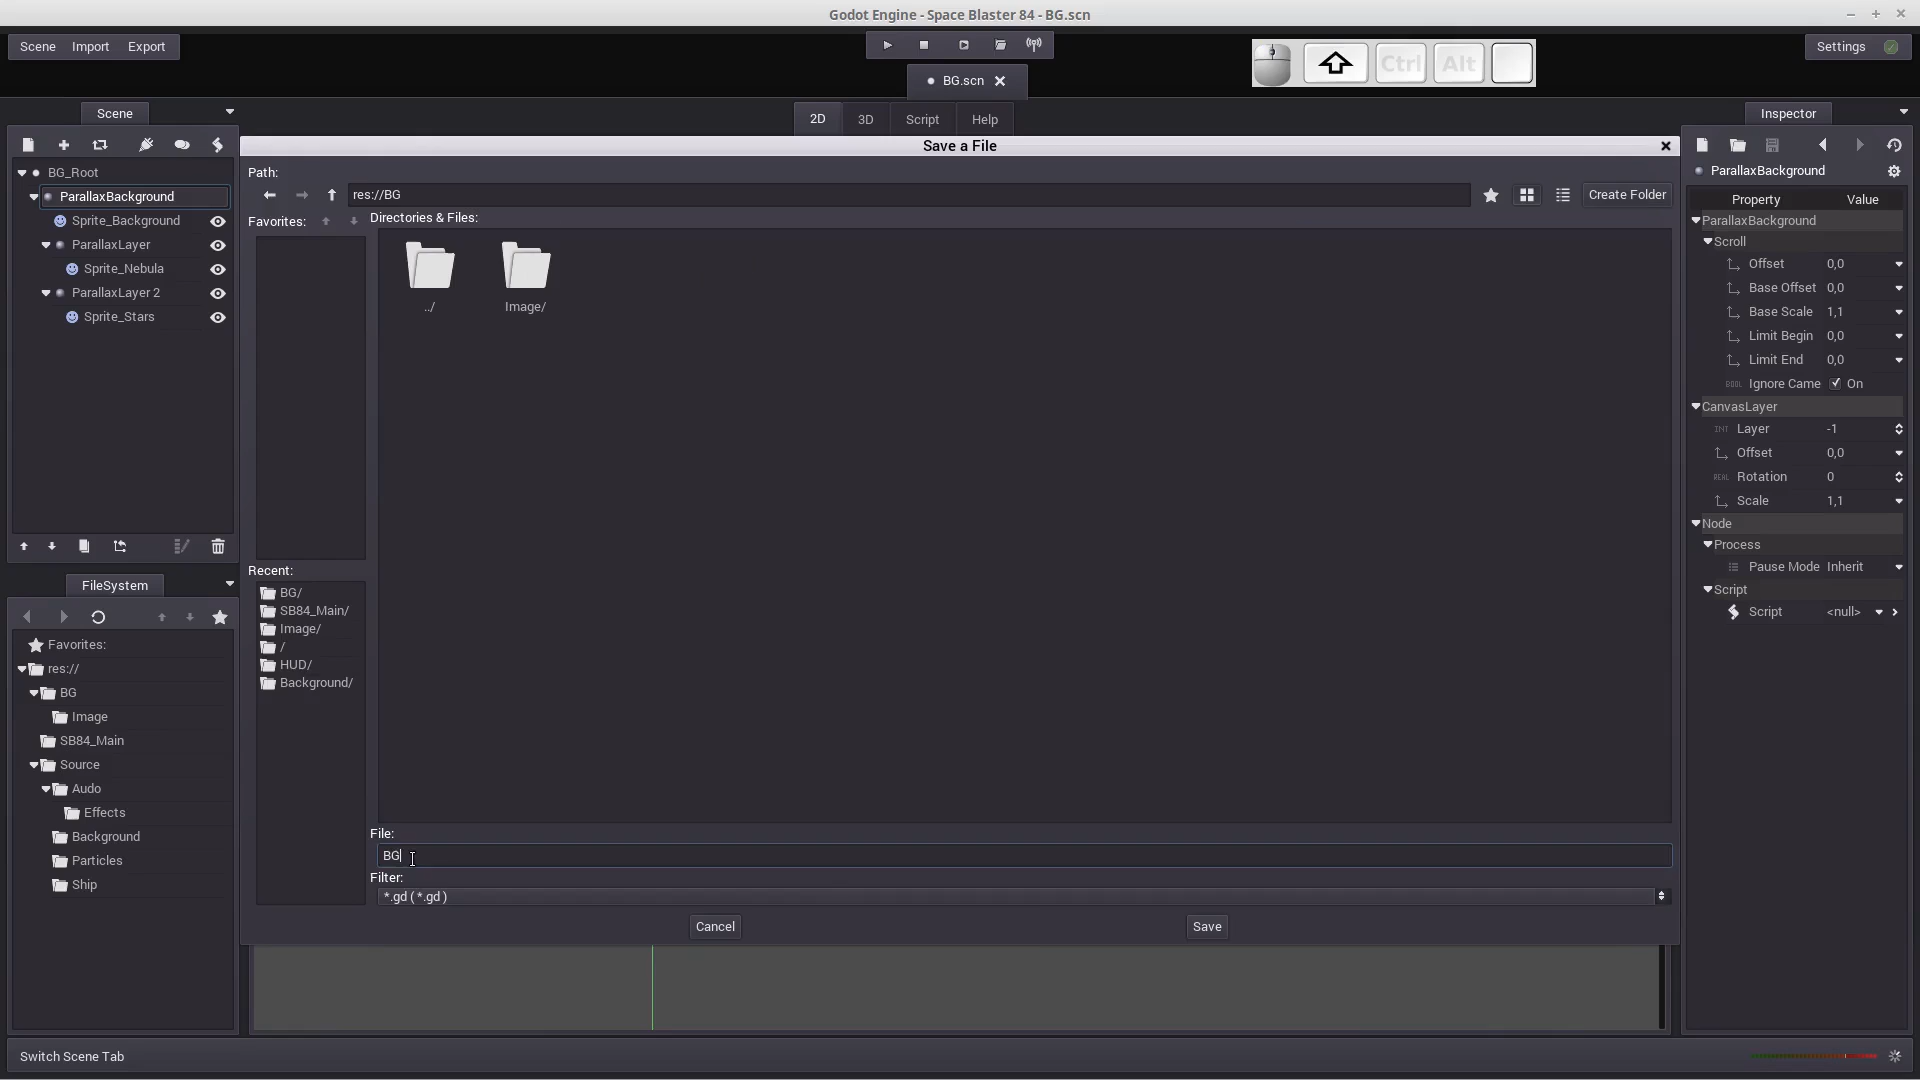 Godot Engine - Space Blaster 84 - BG.scn
Scene Import Export
Settings
BG.scn
Ctrl Alt
Scene
2D 3D Script Help
Inspector
BG_Root
ParallaxBackground
Sprite_Background
ParallaxLayer
Sprite_Nebula
ParallaxLayer 2
Sprite_Stars
FileSystem
Favorites:
res://
BG
Image
SB84_Main
Source
Audo
Effects
Background
Particles
Ship
Save a File
Path:
res://BG
Create Folder
Favorites:
Directories & Files:
../
Image/
Recent:
BG/
SB84_Main/
Image/
/
HUD/
Background/
File:
BG
Filter:
*.gd ( *.gd )
Cancel
Save
ParallaxBackground
Property Value
ParallaxBackground
Scroll
Offset 0,0
Base Offset 0,0
Base Scale 1,1
Limit Begin 0,0
Limit End 0,0
BOOL Ignore Came On
CanvasLayer
INT Layer -1
Offset 0,0
REAL Rotation 0
Scale 1,1
Node
Process
Pause Mode Inherit
Script
Script <null>
Switch Scene Tab